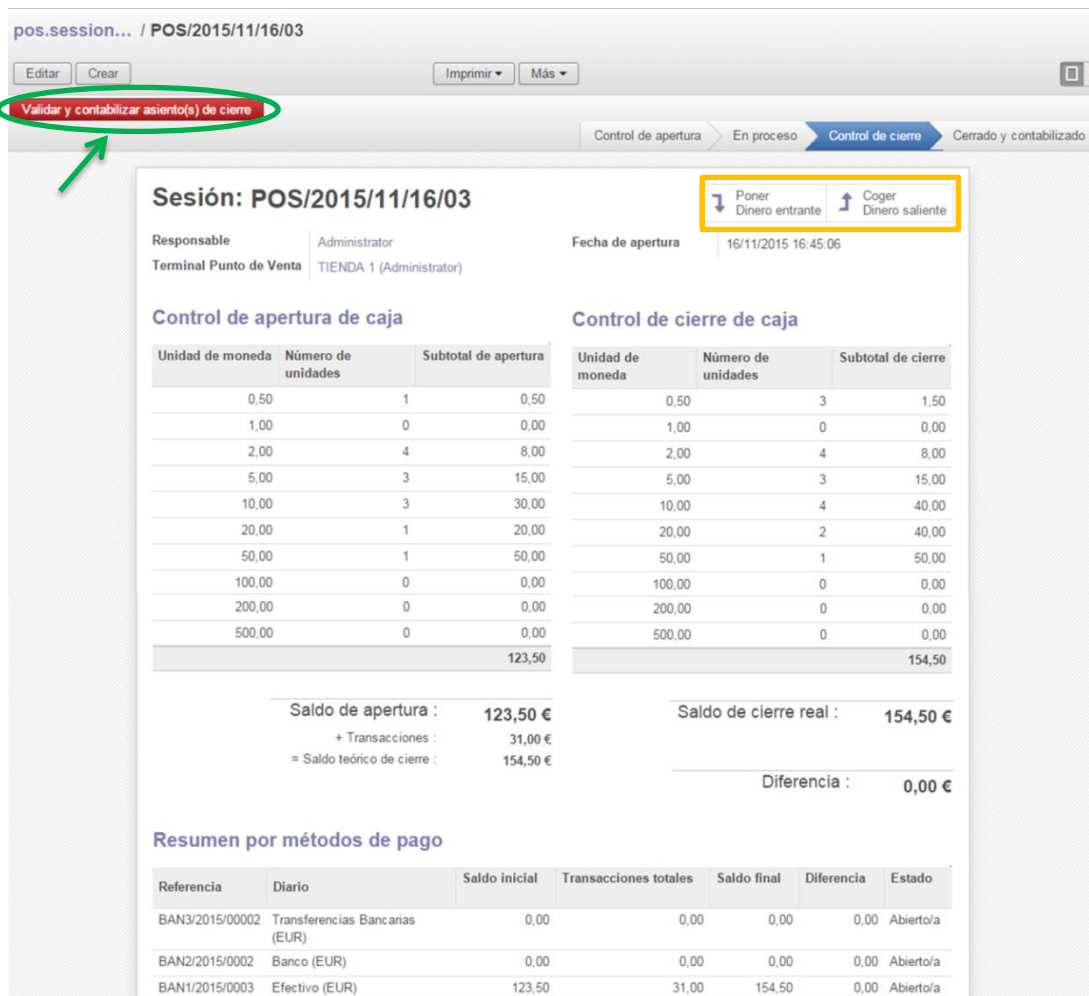 pos.session... / POS/2015/11/16/03
Editar Crear Imprimir Más
Validar y contabilizar asiento(s) de cierre
Control de apertura En proceso Control de cierre Cerrado y contabilizado
Sesión: POS/2015/11/16/03
Poner
Dinero entrante
Coger
Dinero saliente
Responsable Administrator
Fecha de apertura 16/11/2015 16:45:06
Terminal Punto de Venta TIENDA 1 (Administrator)
Control de apertura de caja
Unidad de moneda Número de unidades Subtotal de apertura
0,50 1 0,50
1,00 0 0,00
2,00 4 8,00
5,00 3 15,00
10,00 3 30,00
20,00 1 20,00
50,00 1 50,00
100,00 0 0,00
200,00 0 0,00
500,00 0 0,00
123,50
Saldo de apertura : 123,50 €
+ Transacciones : 31,00 €
= Saldo teórico de cierre : 154,50 €
Control de cierre de caja
Unidad de moneda Número de unidades Subtotal de cierre
0,50 3 1,50
1,00 0 0,00
2,00 4 8,00
5,00 3 15,00
10,00 4 40,00
20,00 2 40,00
50,00 1 50,00
100,00 0 0,00
200,00 0 0,00
500,00 0 0,00
154,50
Saldo de cierre real : 154,50 €
Diferencia : 0,00 €
Resumen por métodos de pago
Referencia Diario Saldo inicial Transacciones totales Saldo final Diferencia Estado
BAN3/2015/00002 Transferencias Bancarias (EUR) 0,00 0,00 0,00 0,00 Abierto/a
BAN2/2015/0002 Banco (EUR) 0,00 0,00 0,00 0,00 Abierto/a
BAN1/2015/0003 Efectivo (EUR) 123,50 31,00 154,50 0,00 Abierto/a